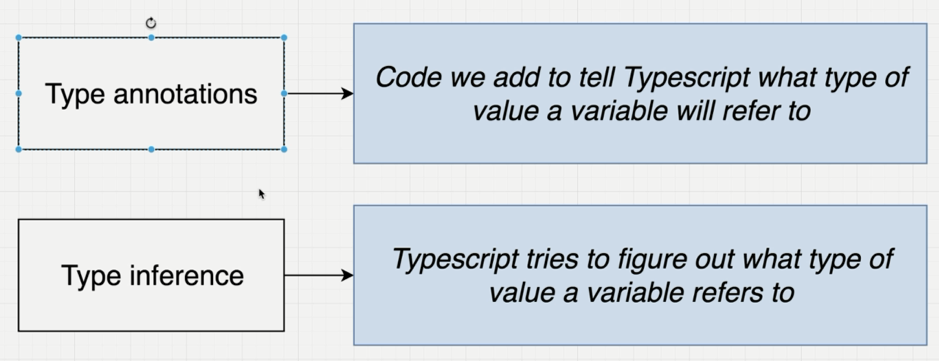 Type annotations
Code we add to tell Typescript what type of
value a variable will refer to
Type inference
Typescript tries to figure out what type of
value a variable refers to